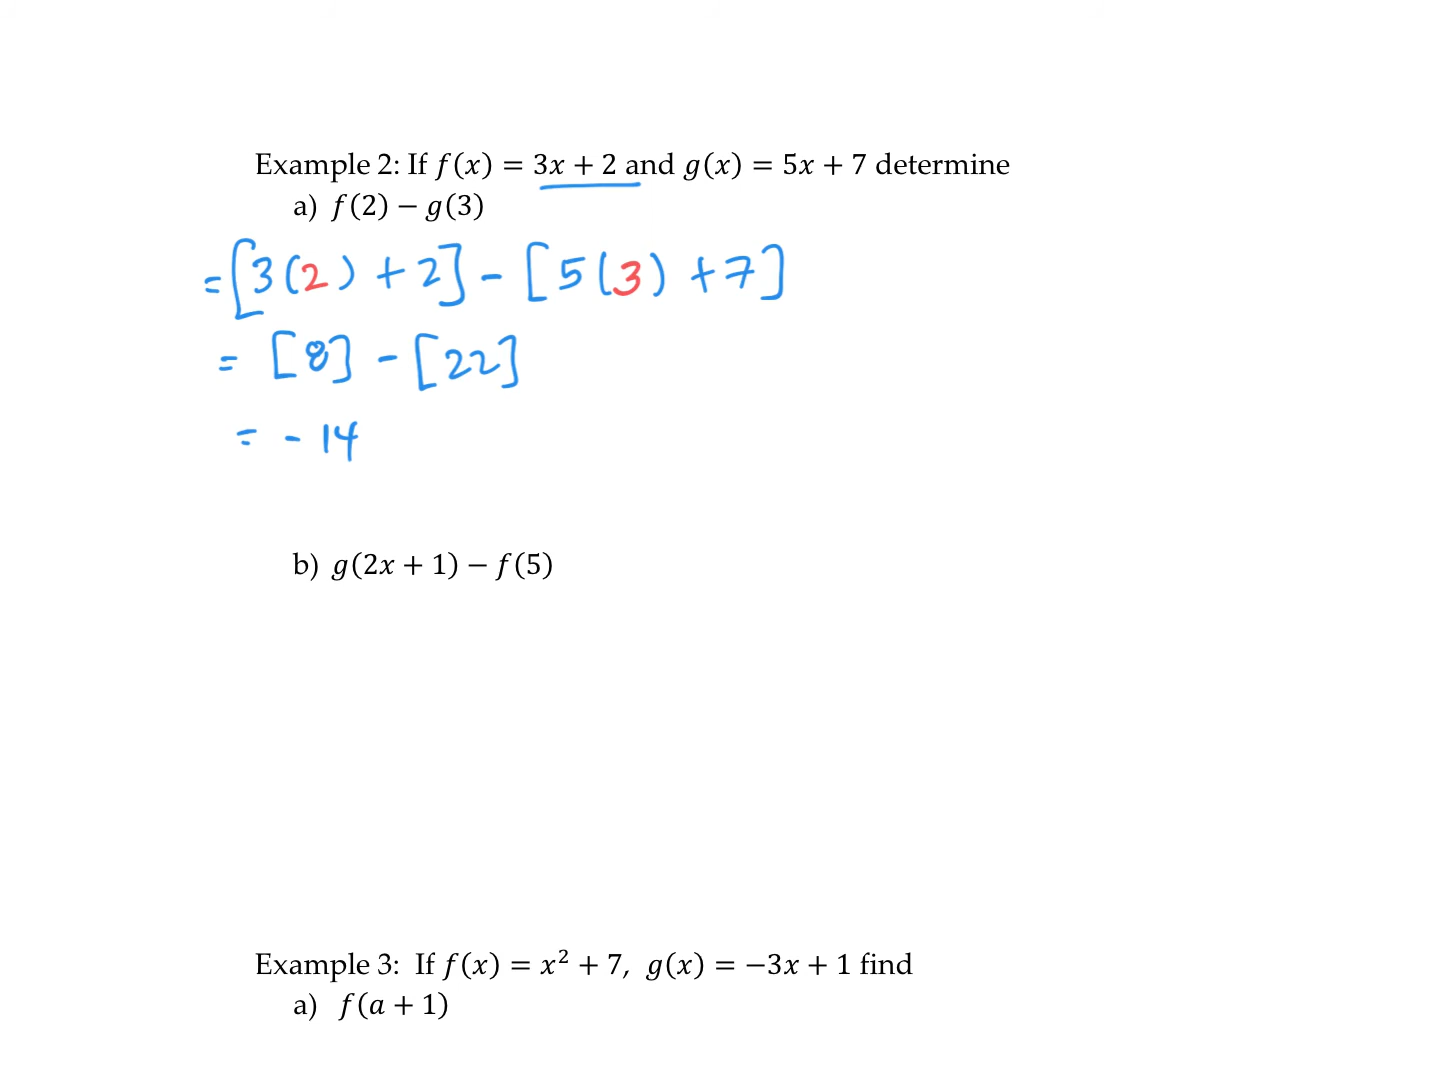 Example 2: If f(x) = 3x + 2 and g(x) = 5x + 7 determine
a) f(2) − g(3)
= [3(2) + 2] - [5(3) + 7]
= [8] - [22]
= - 14
b) g(2x + 1) − f(5)
Example 3: If f(x) = x² + 7, g(x) = −3x + 1 find
a) f(a + 1)